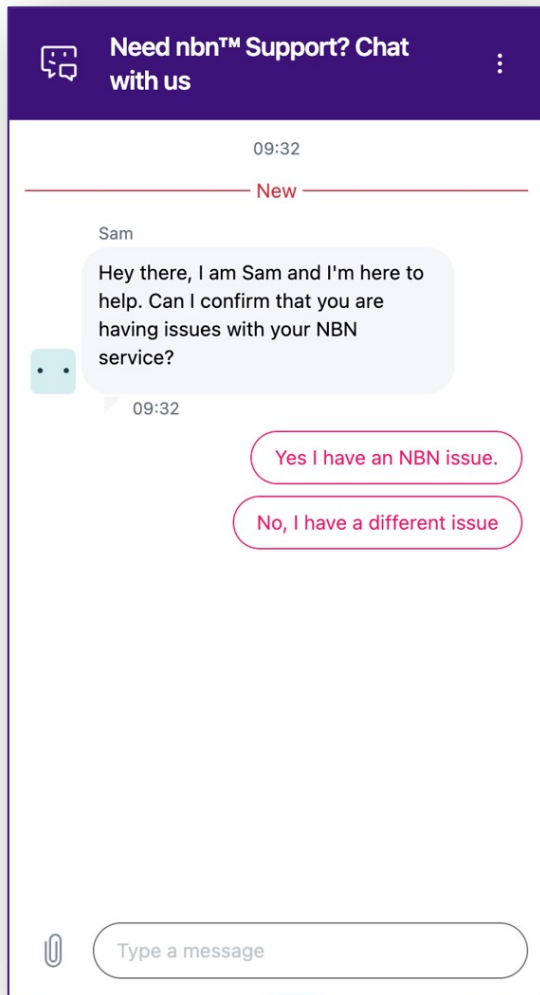 Need nbn™ Support? Chat
with us
09:32
New
Sam
Hey there, I am Sam and I'm here to
help. Can I confirm that you are
having issues with your NBN
service?
09:32
Yes I have an NBN issue.
No, I have a different issue
Type a message